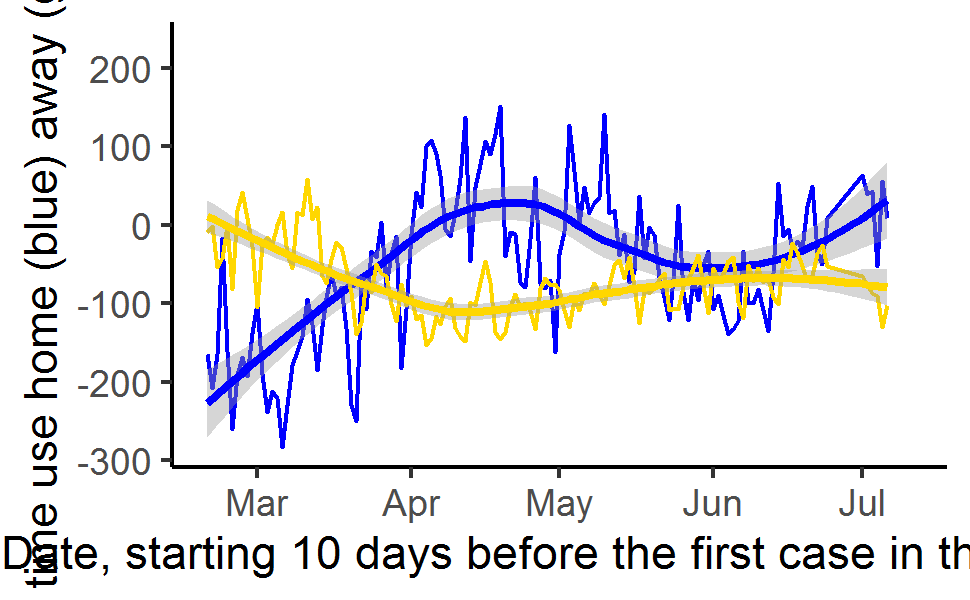 time use home (blue) away (
200
100
0
-100
-200
-300
Mar Apr May Jun Jul
Date, starting 10 days before the first case in th